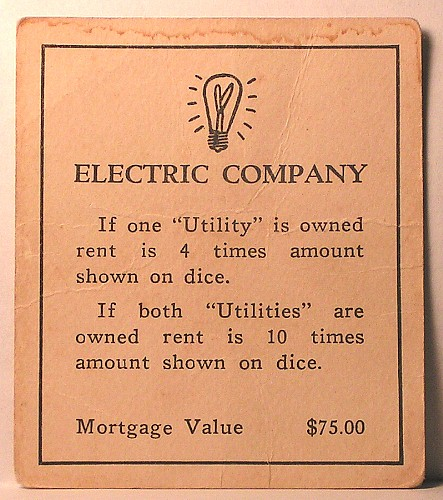 ELECTRIC COMPANY
If one “Utility” is owned
rent is 4 times amount
shown on dice.
If both “Utilities” are
owned rent is 10 times
amount shown on dice.
Mortgage Value $75.00